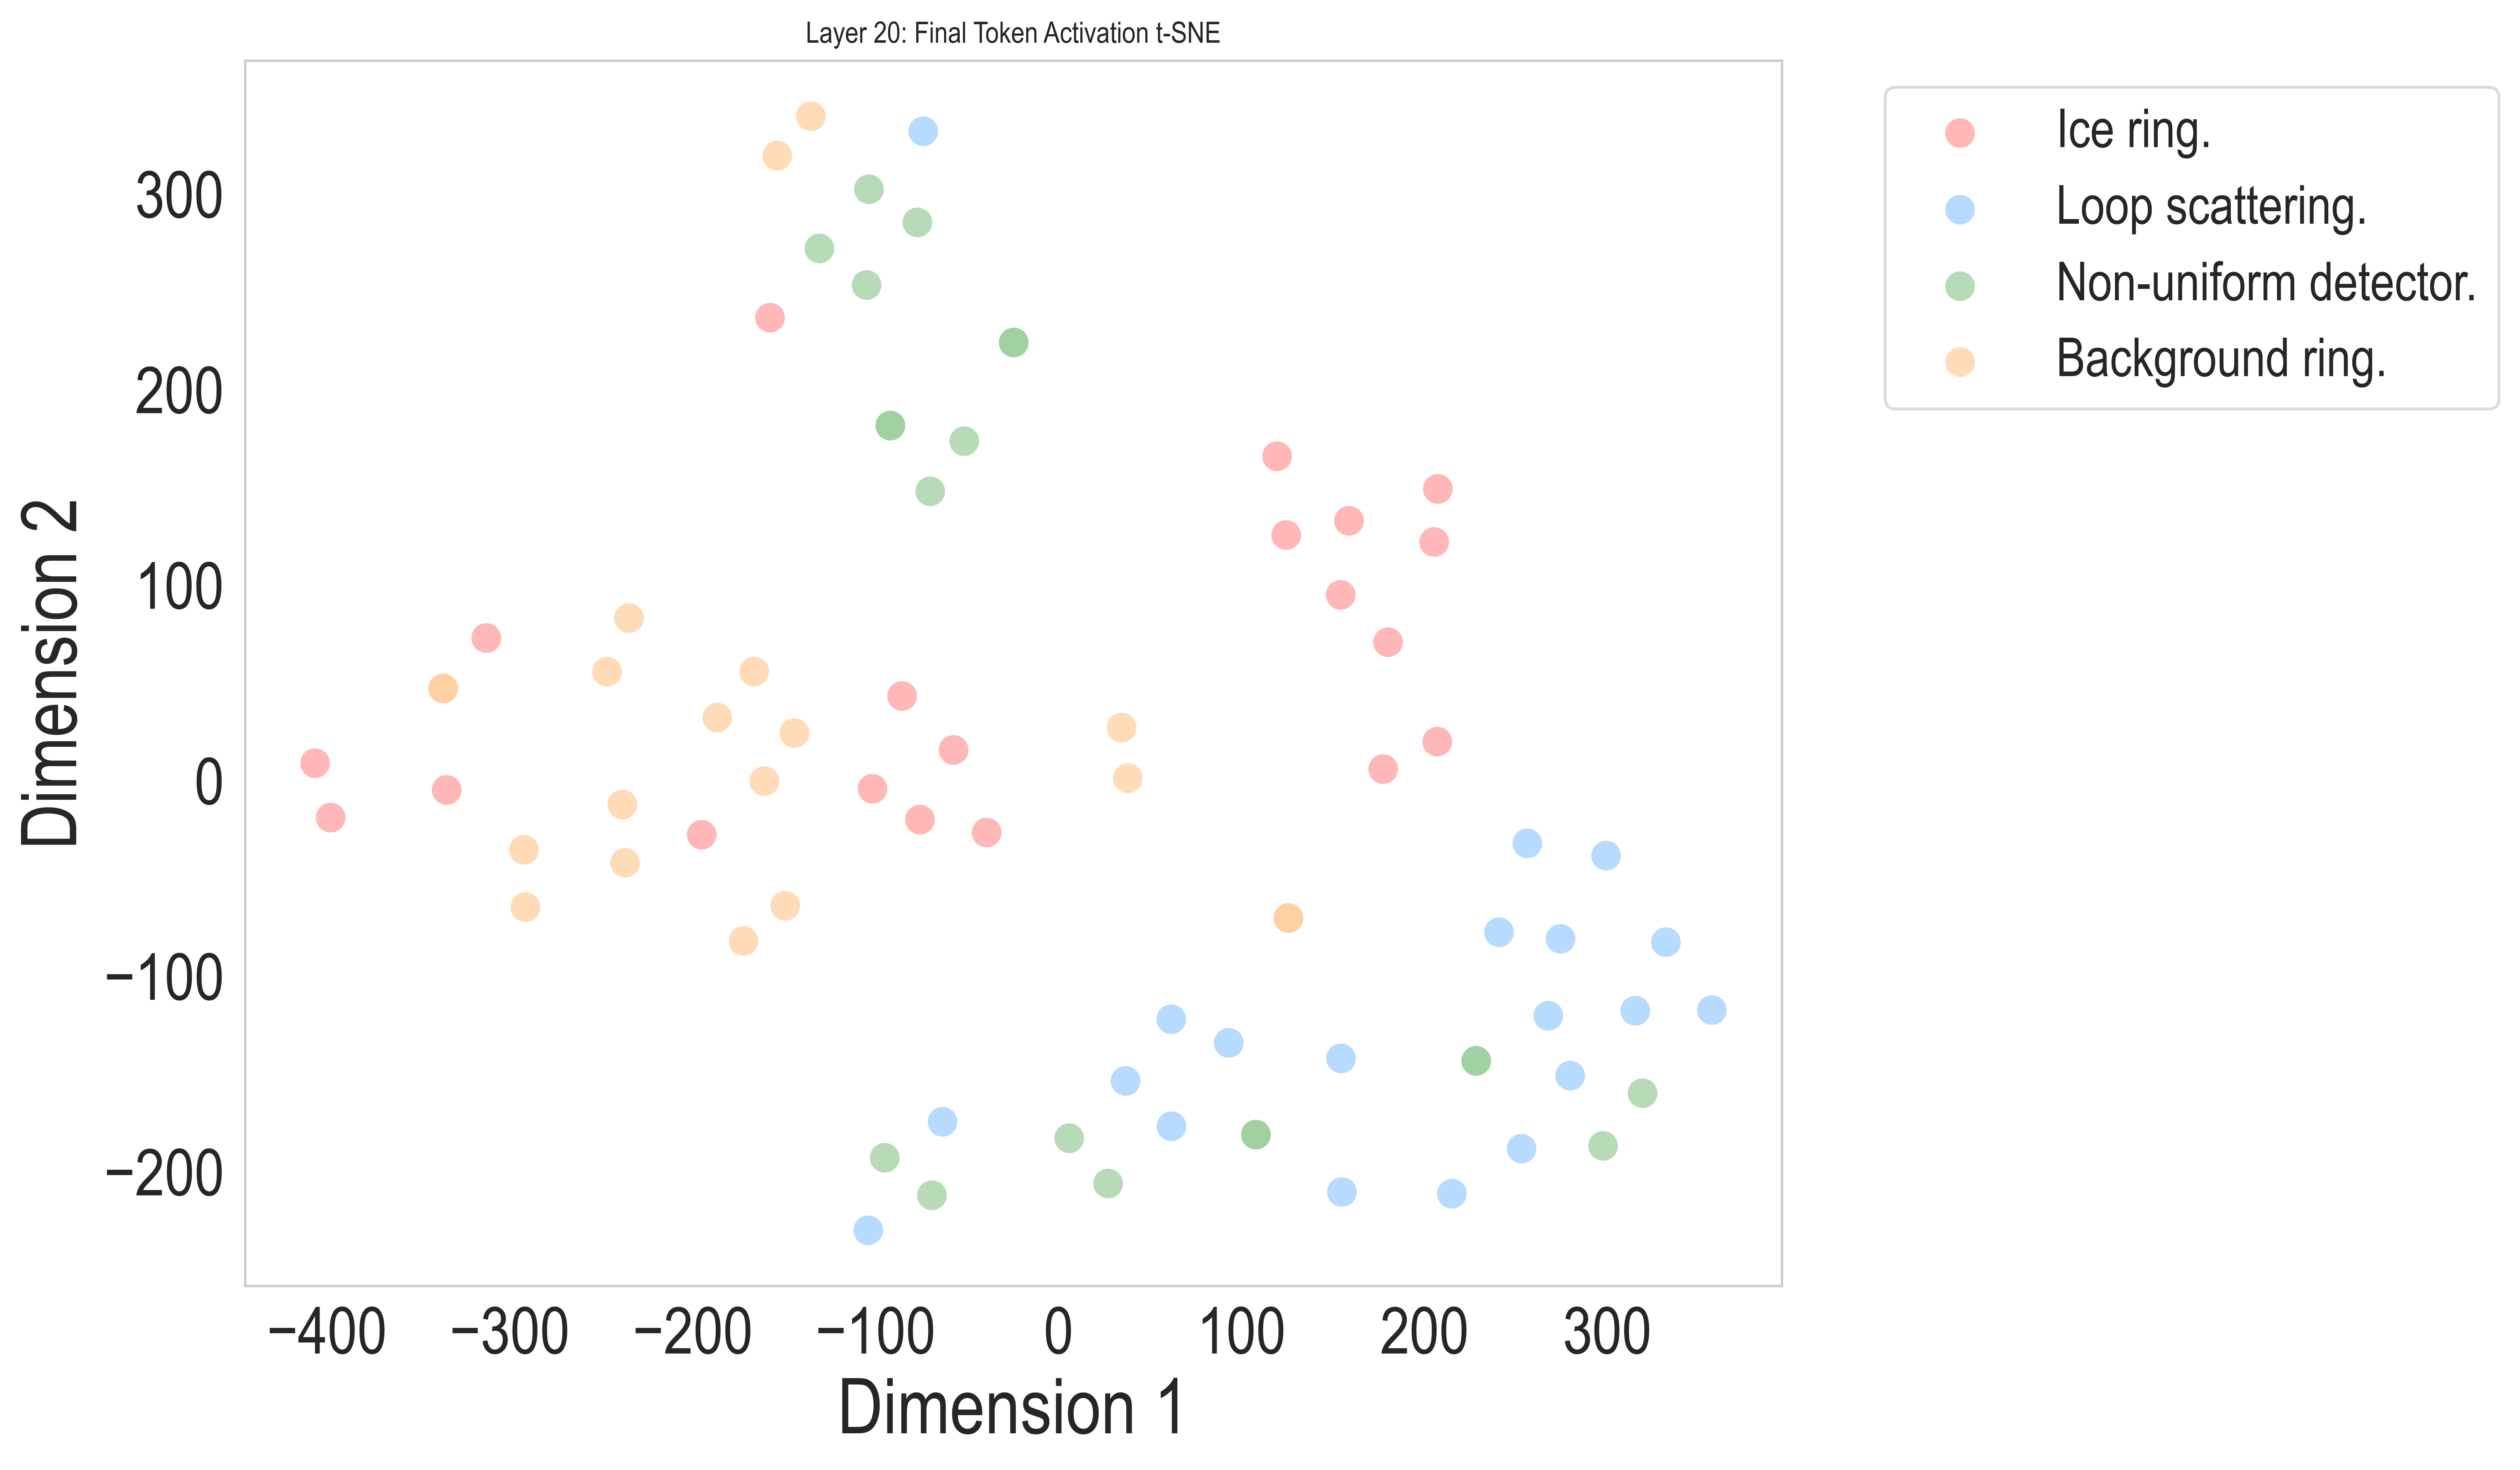 Layer 20: Final Token Activation t-SNE
Ice ring.
Loop scattering.
Non-uniform detector.
Background ring.
300
200
100
0
−100
−200
Dimension 2
−400 −300 −200 −100 0 100 200 300
Dimension 1